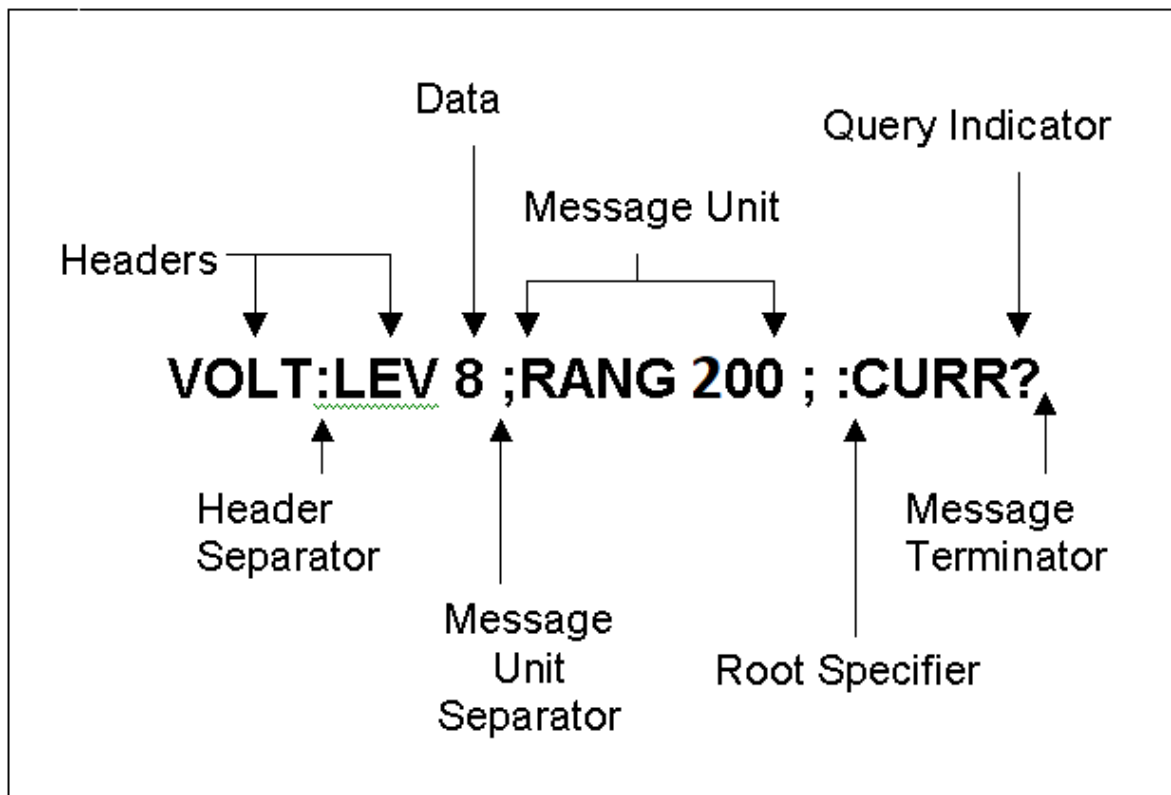 Data
Query Indicator
Message Unit
Headers
VOLT:LEV 8 ;RANG 200 ; :CURR?
Header
Separator
Message
Terminator
Message
Unit
Separator
Root Specifier